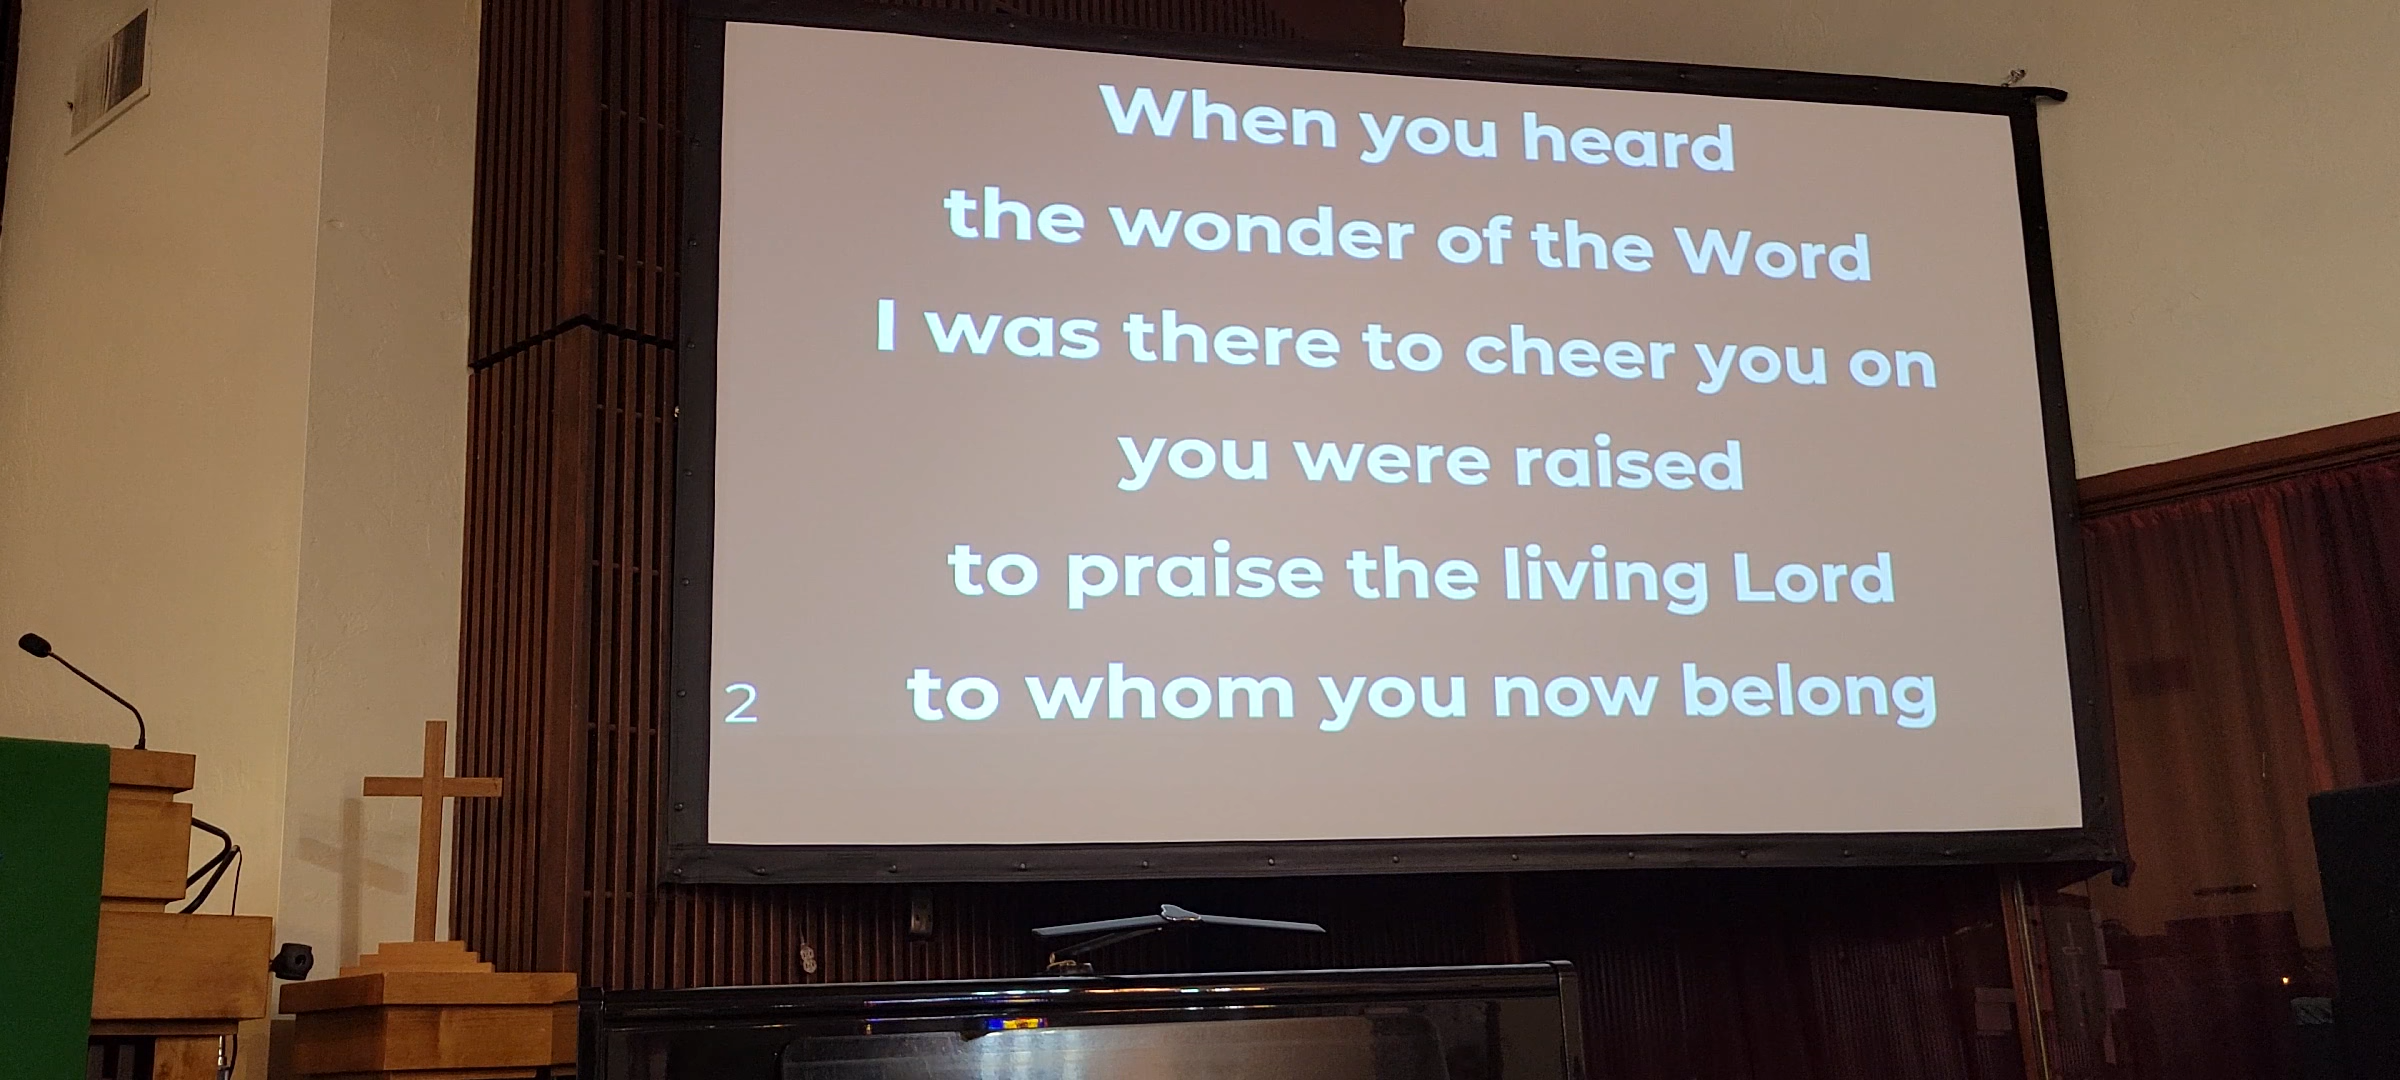 When you heard
the wonder of the Word
I was there to cheer you on
you were raised
to praise the living Lord
to whom you now belong
2